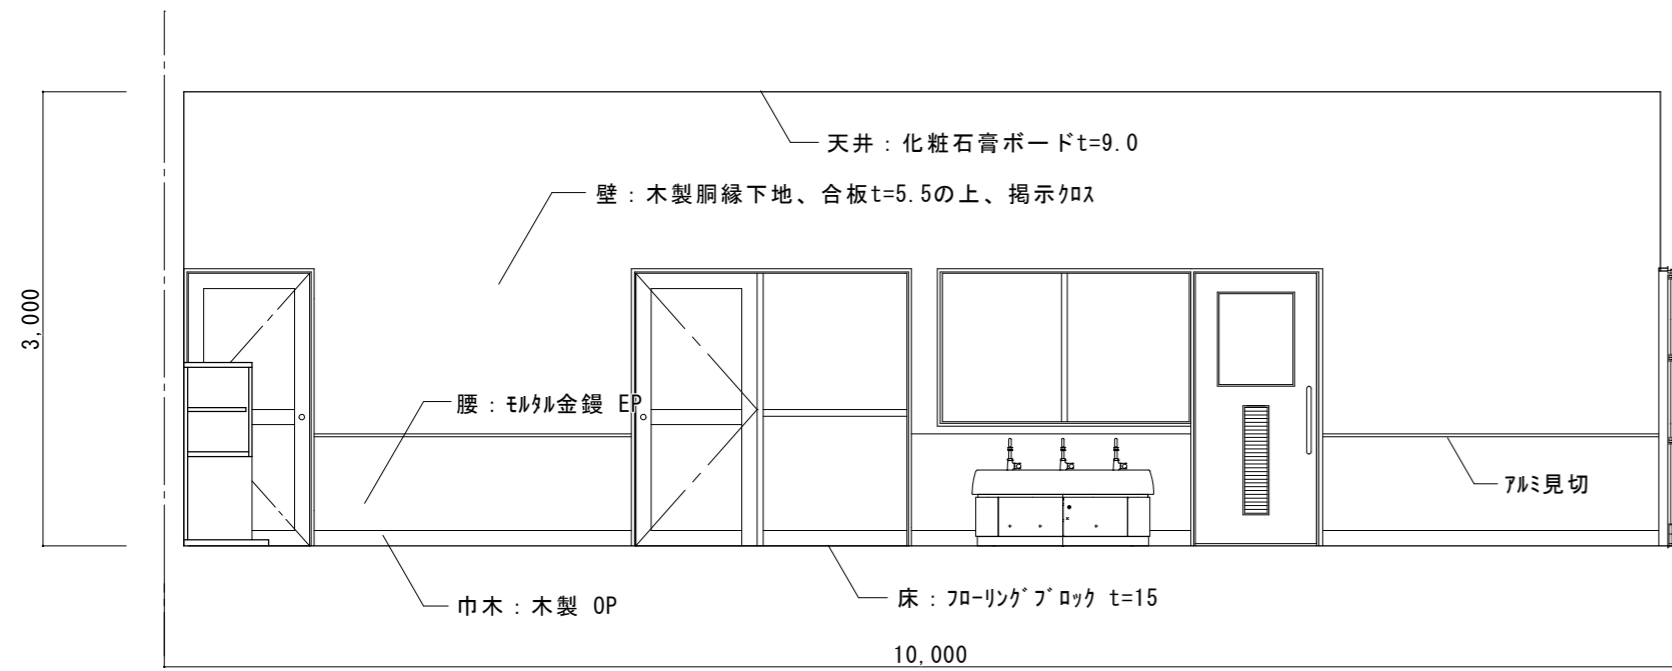 天井：化粧石膏ボードt=9.0
壁：木製胴縁下地、合板t=5.5の上、掲示ｸﾛｽ
3,000
腰：ﾓﾙﾀﾙ金鏝 EP
ｱﾙﾐ見切
巾木：木製 OP
床：ﾌﾛｰﾘﾝｸﾞﾌﾞﾛｯｸ t=15
10,000